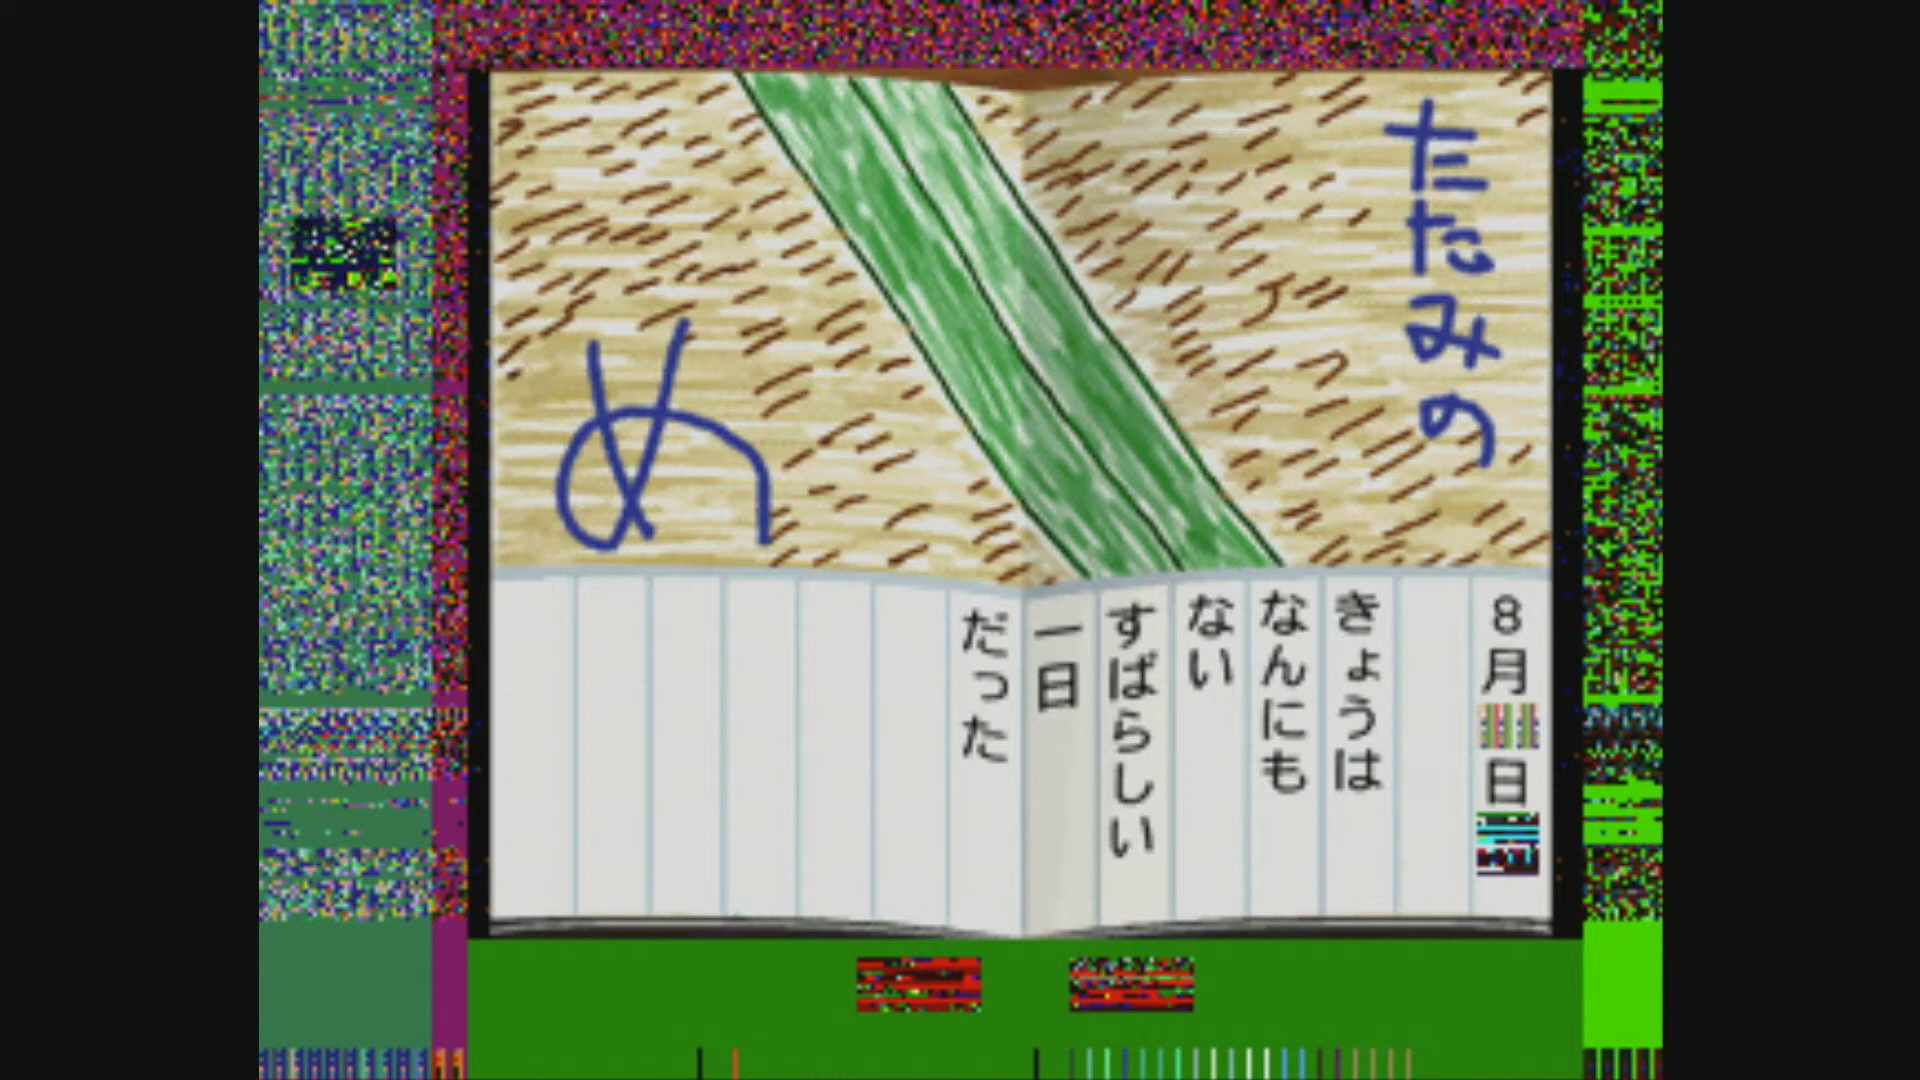 たたみの
め
8月 日
きょうは
なんにも
ない
すばらしい
一日
だった